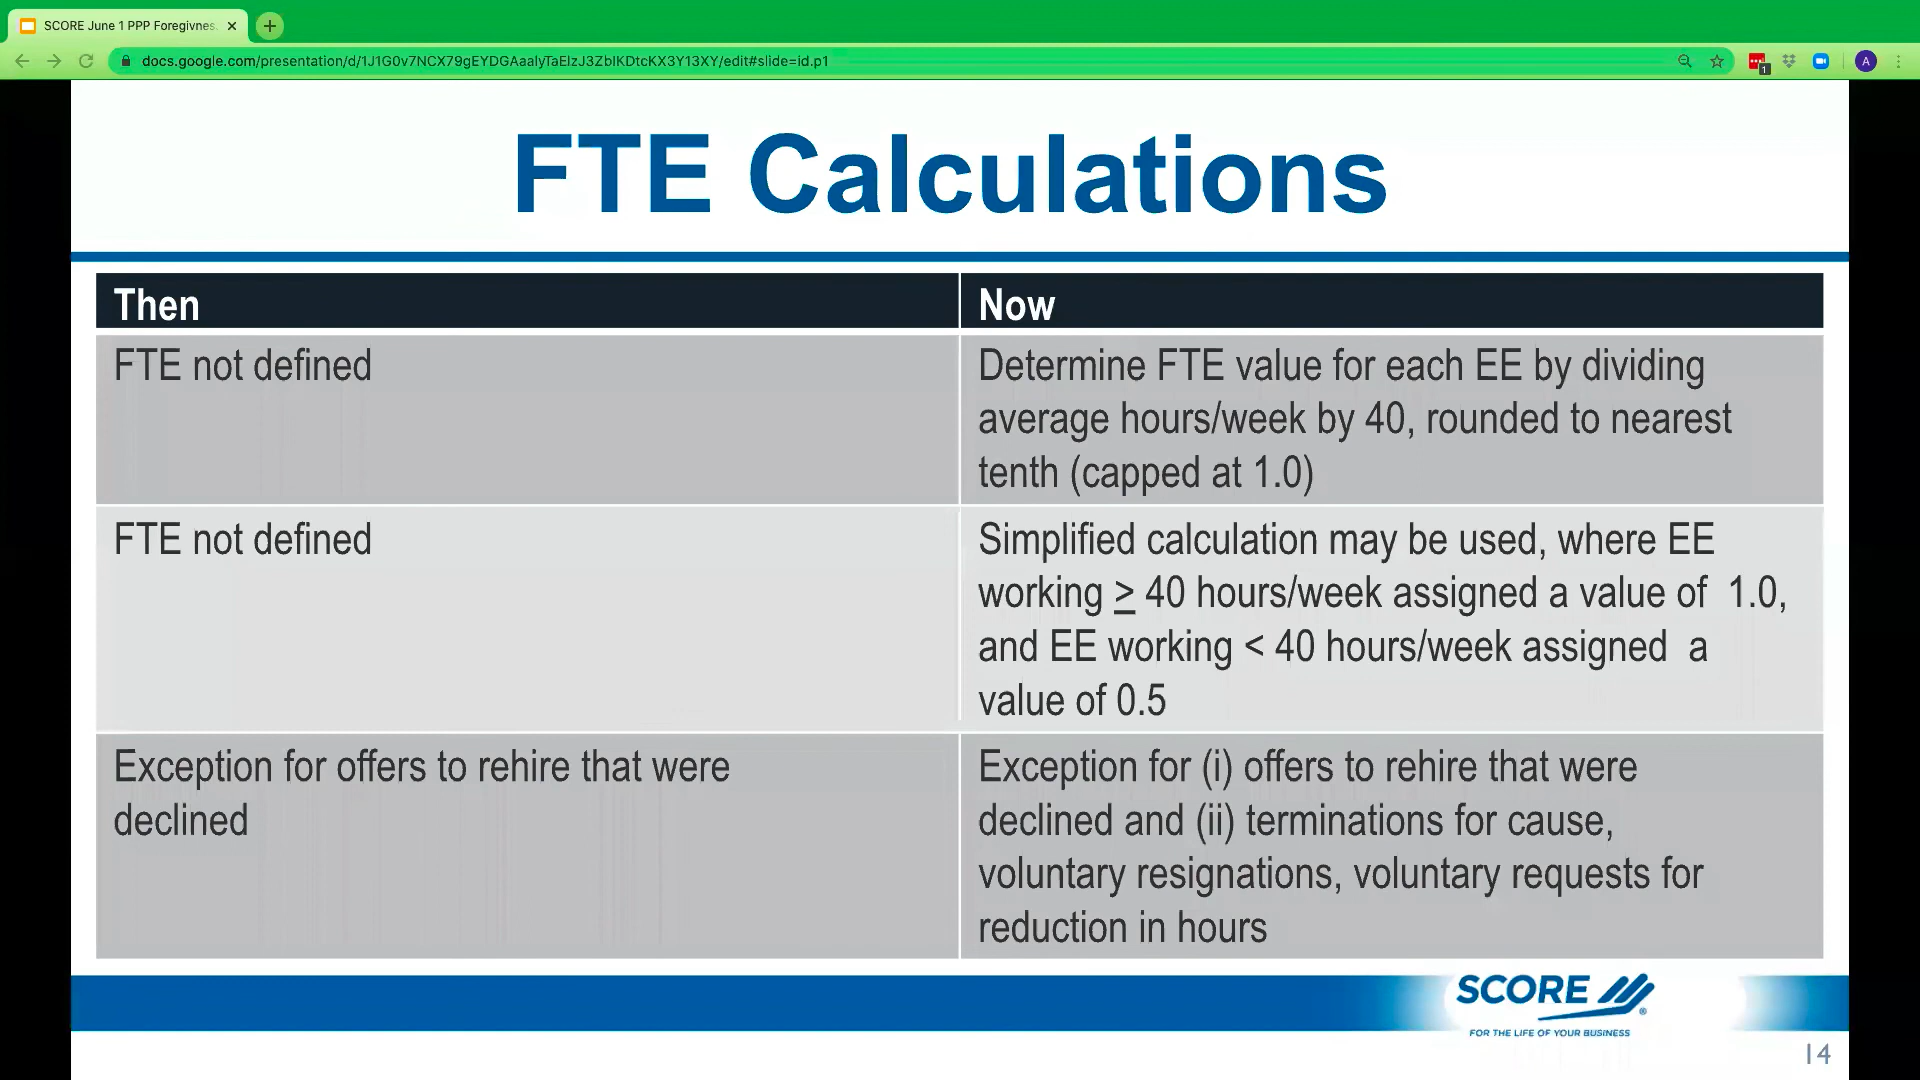 SCORE June 1 PPP Foregivnes
docs.google.com/presentation/d/1J1G0v7NCX79gEYDGAaalyTaElzJ3ZbIKDtcKX3Y13XY/edit#slide=id.p1
1
A
FTE Calculations
Then
Now
FTE not defined
Determine FTE value for each EE by dividing
average hours/week by 40, rounded to nearest
tenth (capped at 1.0)
FTE not defined
Simplified calculation may be used, where EE
working ≥ 40 hours/week assigned a value of 1.0,
and EE working < 40 hours/week assigned a
value of 0.5
Exception for offers to rehire that were
declined
Exception for (i) offers to rehire that were
declined and (ii) terminations for cause,
voluntary resignations, voluntary requests for
reduction in hours
SCORE
®
FOR THE LIFE OF YOUR BUSINESS
14